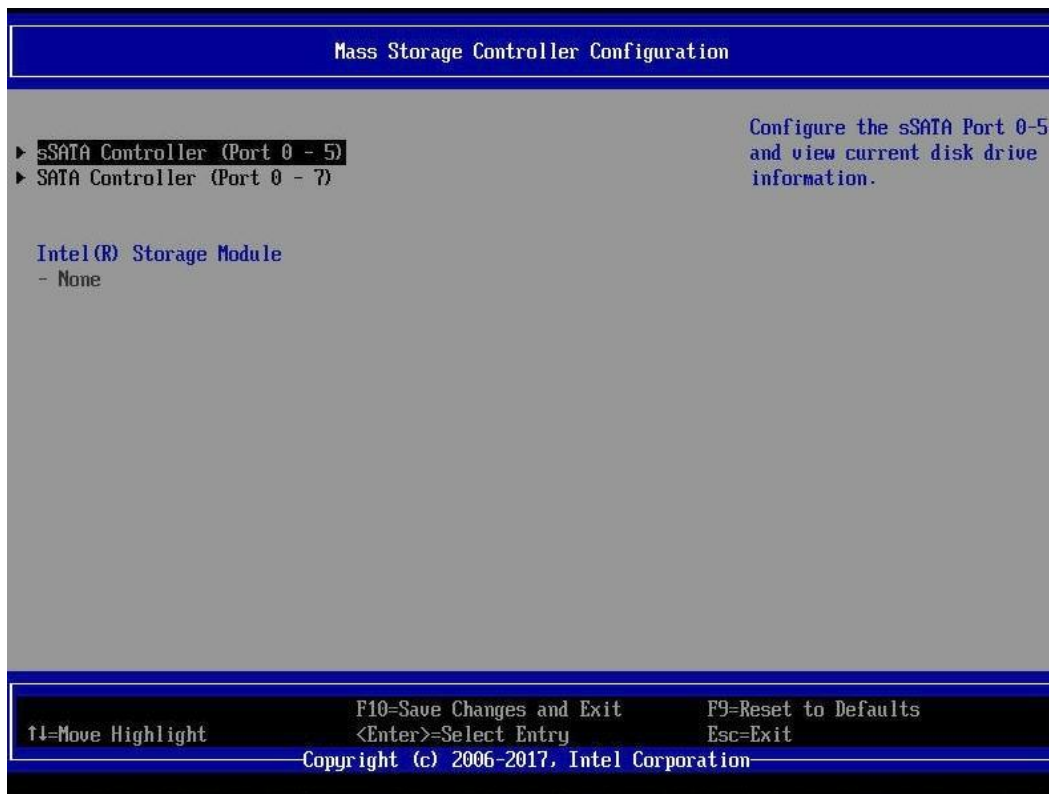 Mass Storage Controller Configuration
sSATA Controller (Port 0 - 5)
SATA Controller (Port 0 - 7)
Intel(R) Storage Module
- None
Configure the sSATA Port 0-5
and view current disk drive
information.
F10=Save Changes and Exit F9=Reset to Defaults
↑↓=Move Highlight <Enter>=Select Entry Esc=Exit
Copyright (c) 2006-2017, Intel Corporation